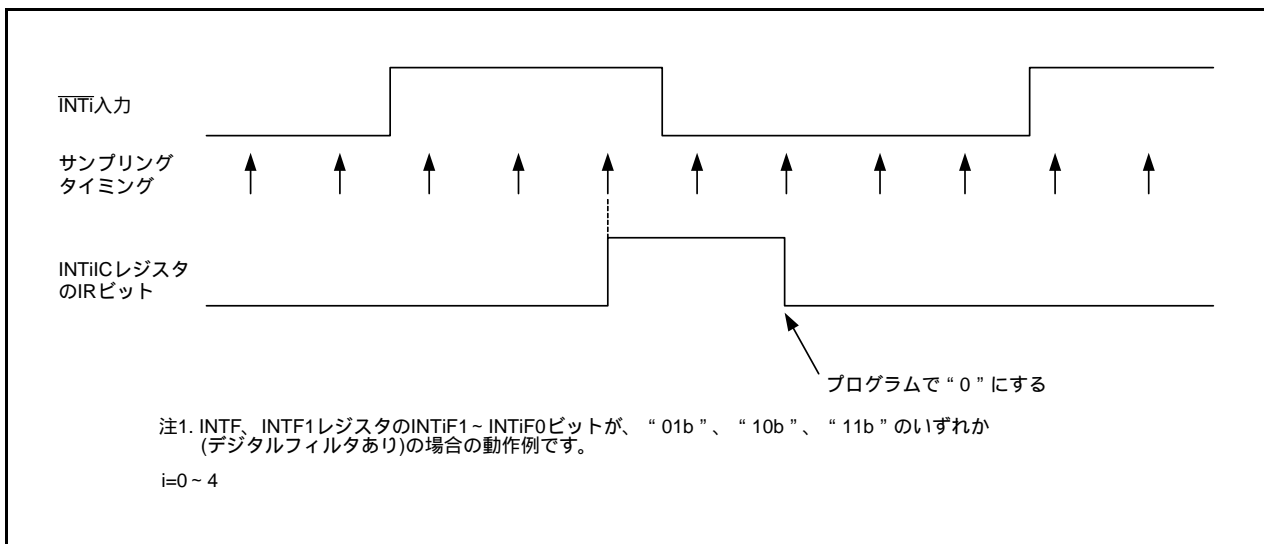 INTi入力
サンプリング
タイミング
INTiICレジスタ
のIRビット
プログラムで“0”にする
注1. INTF、INTF1レジスタのINTiF1~INTiF0ビットが、“01b”、“10b”、“11b”のいずれか
(デジタルフィルタあり)の場合の動作例です。
i=0~4